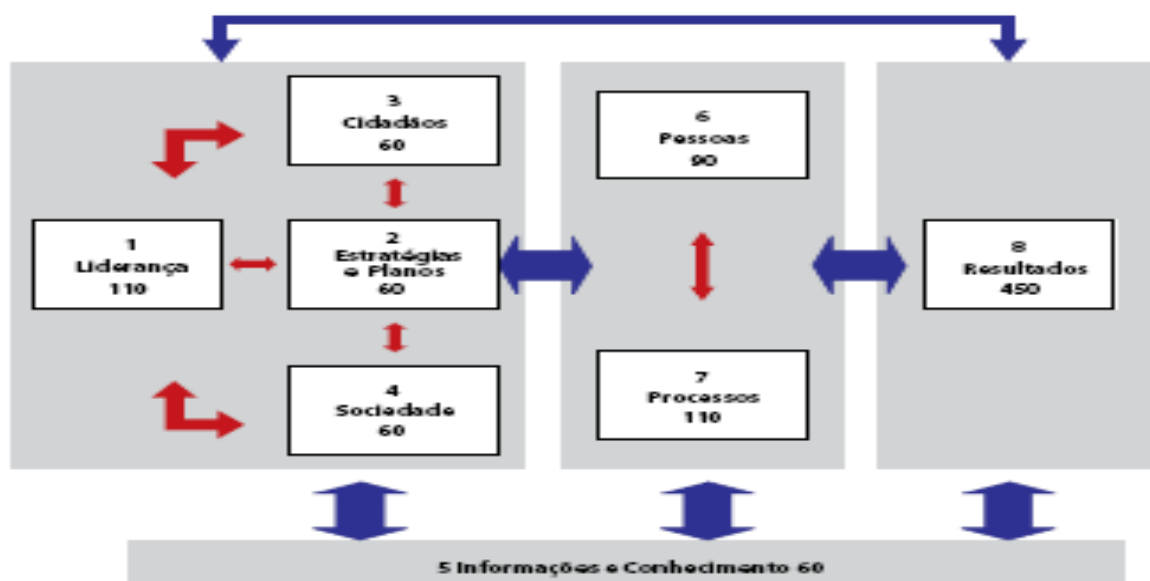 3
Cidadãos
60
6
Pessoas
90
1
Liderança
110
2
Estratégias
e Planos
60
8
Resultados
450
4
Sociedade
60
7
Processos
110
5 Informações e Conhecimento 60